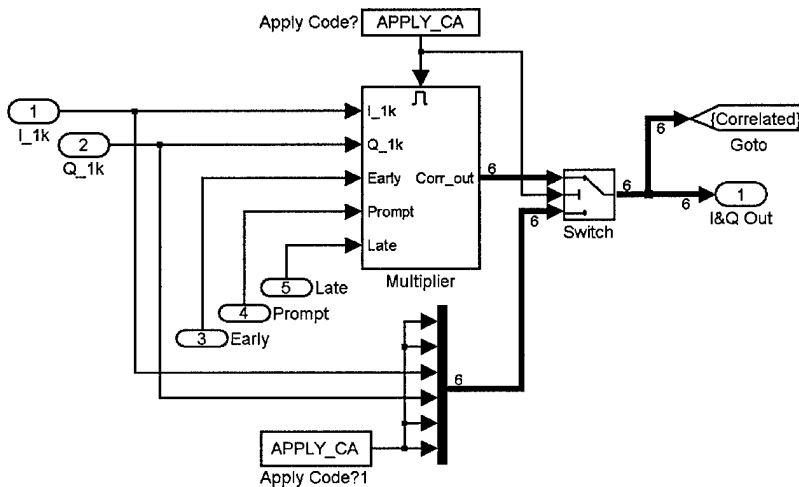 Apply Code? APPLY_CA
1
I_1k
2
Q_1k
I_1k
Q_1k
Early
Prompt
Late
Corr_out
Multiplier
6
6
Switch
6
6
{Correlated}
Goto
6
1
I&Q Out
5 Late
4 Prompt
3 Early
6
APPLY_CA
Apply Code?1